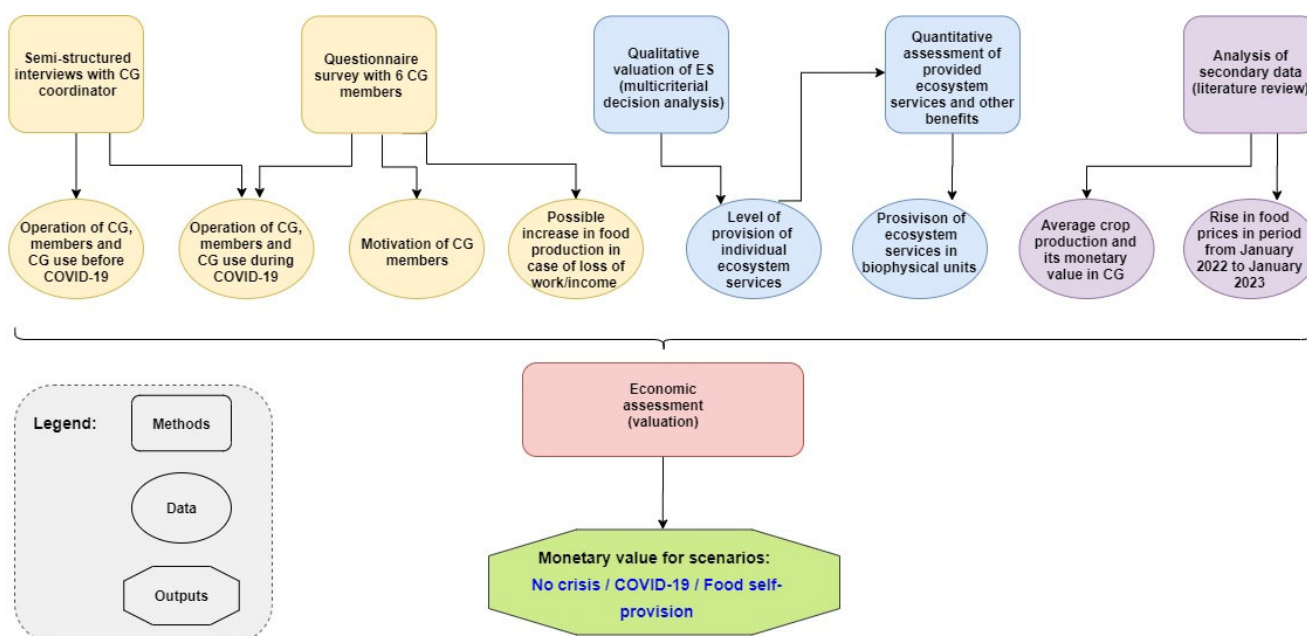 Semi-structured
interviews with CG
coordinator
Questionnaire
survey with 6 CG
members
Qualitative
valuation of ES
(multicriterial
decision analysis)
Quantitative
assessment of
provided
ecosystem
services and other
benefits
Analysis of
secondary data
(literature review)
Operation of CG,
members and
CG use before
COVID-19
Operation of CG,
members and
CG use during
COVID-19
Motivation of CG
members
Possible
increase in food
production in
case of loss of
work/income
Level of
provision of
individual
ecosystem
services
Prosivison of
ecosystem
services in
biophysical units
Average crop
production and
its monetary
value in CG
Rise in food
prices in period
from January
2022 to January
2023
Economic
assessment
(valuation)
Legend:
Methods
Data
Outputs
Monetary value for scenarios:
No crisis / COVID-19 / Food self-
provision